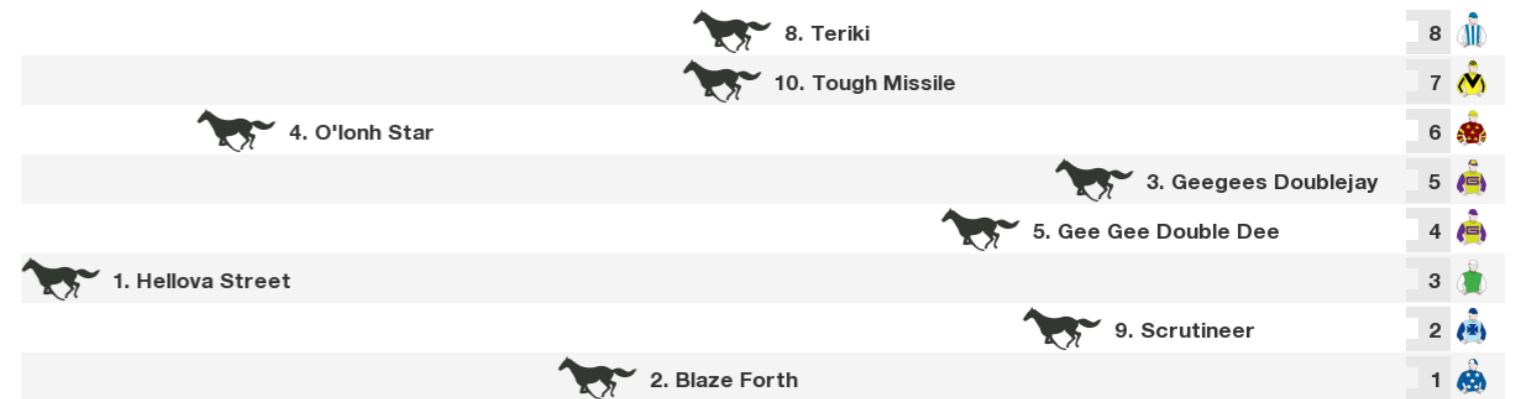 8. Teriki 8
10. Tough Missile 7
4. O'lonh Star 6
3. Geegees Doublejay 5
5. Gee Gee Double Dee 4
1. Hellova Street 3
9. Scrutineer 2
2. Blaze Forth 1